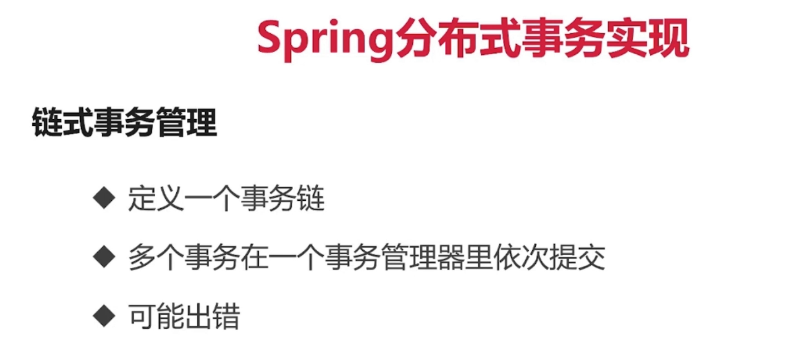 Spring分布式事务实现
链式事务管理
◆ 定义一个事务链
◆ 多个事务在一个事务管理器里依次提交
◆ 可能出错